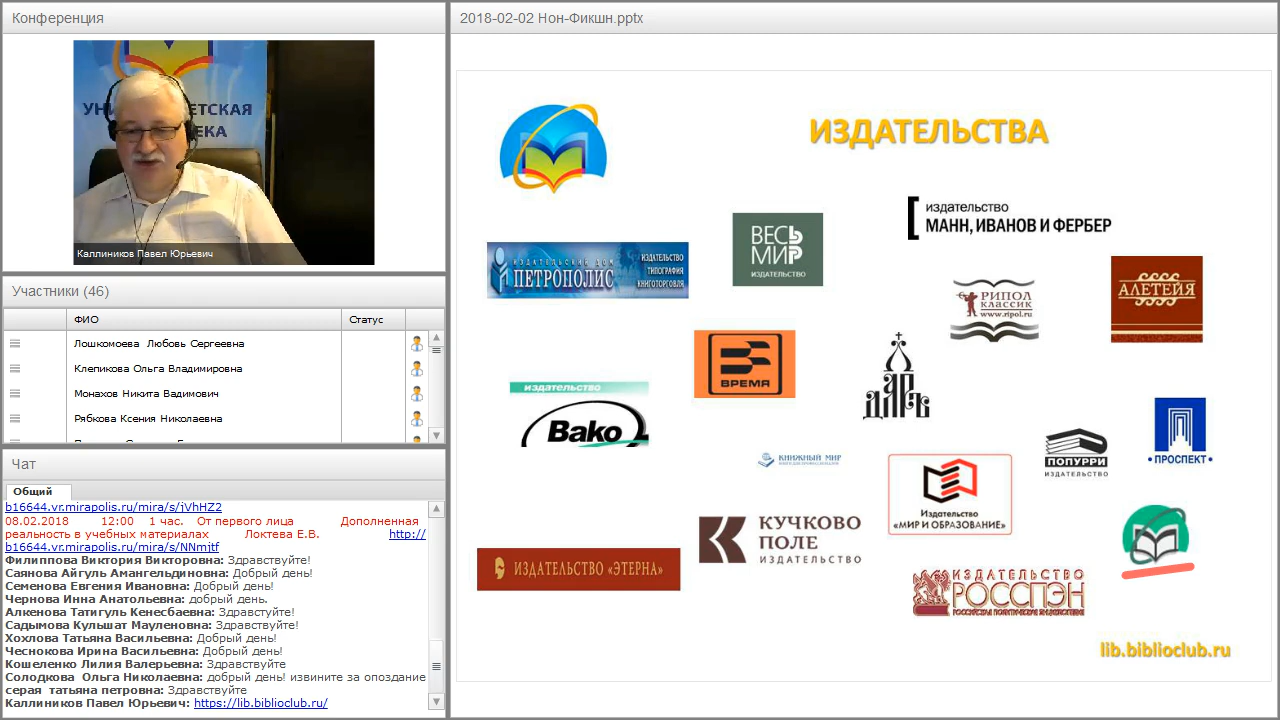 Конференция
УНИ
ЕТСКАЯ
ЕКА
Каллиников Павел Юрьевич
Участники (46)
ФИО
Статус
Лошкомоева Любовь Сергеевна
Клепикова Ольга Владимировна
Монахов Никита Вадимович
Рябкова Ксения Николаевна
Чат
Общий
b16644.vr.mirapolis.ru/mira/s/jVhHZ2
08.02.2018 12:00 1 час. От первого лица Дополненная
реальность в учебных материалах Локтева Е.В. http://
b16644.vr.mirapolis.ru/mira/s/NNmjtf
Филиппова Виктория Викторовна: Здравствуйте!
Саянова Айгуль Амангельдиновна: Добрый день!
Семенова Евгения Ивановна: Добрый день!
Чернова Инна Анатольевна: добрый день.
Алкенова Татигуль Кенесбаевна: Здравстуйте!
Садымова Кульшат Мауленовна: Здравствуйте!
Хохлова Татьяна Васильевна: Добрый день!
Чеснокова Ирина Васильевна: Добрый день!
Кошеленко Лилия Валерьевна: Здравствуйте
Солодкова Ольга Николаевна: добрый день! извините за опоздание
серая татьяна петровна: Здравствуйте
Каллиников Павел Юрьевич: https://lib.biblioclub.ru/
2018-02-02 Нон-Фикшн.pptx
ИЗДАТЕЛЬСТВА
издательство
МАНН, ИВАНОВ И ФЕРБЕР
ВЕСЬ
МИР
ИЗДАТЕЛЬСТВО
ИЗДАТЕЛЬСКИЙ ДОМ
ПЕТРОПОЛИС
ИЗДАТЕЛЬСТВО
ТИПОГРАФИЯ
КНИГОТОРГОВЛЯ
РИПОЛ
КЛАССИК
www.ripol.ru
АЛЕТЕЙЯ
ВРЕМЯ
ДАРЪ
издательство
Вако
КНИЖНЫЙ МИР
ПОПУРРИ
ИЗДАТЕЛЬСТВО
•ПРОСПЕКТ•
Издательство
«МИР И ОБРАЗОВАНИЕ»
КУЧКОВО
ПОЛЕ
ИЗДАТЕЛЬСТВО
ИЗДАТЕЛЬСТВО «ЭТЕРНА»
ИЗДАТЕЛЬСТВО
РОССПЭН
РОССИЙСКАЯ ПОЛИТИЧЕСКАЯ ЭНЦИКЛОПЕДИЯ
lib.biblioclub.ru